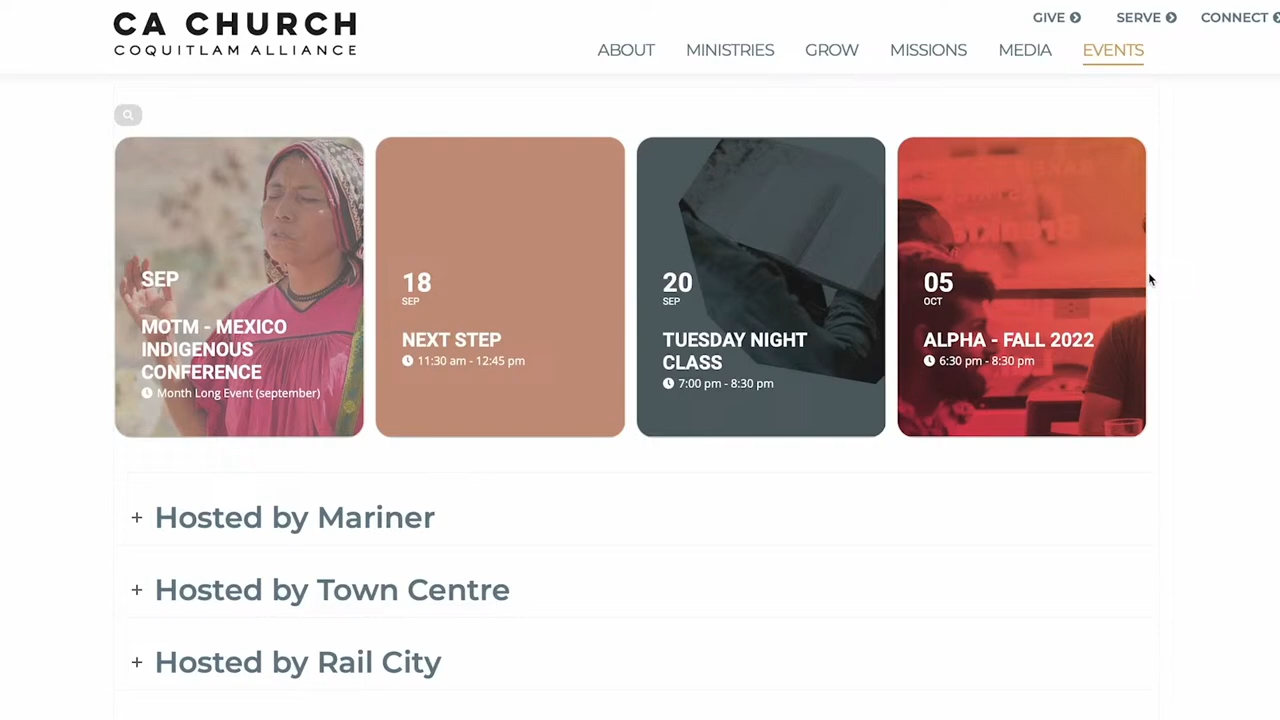 CA CHURCH
COQUITLAM ALLIANCE
GIVE
SERVE
CONNECT
ABOUT
MINISTRIES
GROW
MISSIONS
MEDIA
EVENTS
SEP
MOTM - MEXICO
INDIGENOUS
CONFERENCE
Month Long Event (september)
18
SEP
NEXT STEP
11:30 am - 12:45 pm
20
SEP
TUESDAY NIGHT
CLASS
7:00 pm - 8:30 pm
05
OCT
ALPHA - FALL 2022
6:30 pm - 8:30 pm
+ Hosted by Mariner
+ Hosted by Town Centre
+ Hosted by Rail City